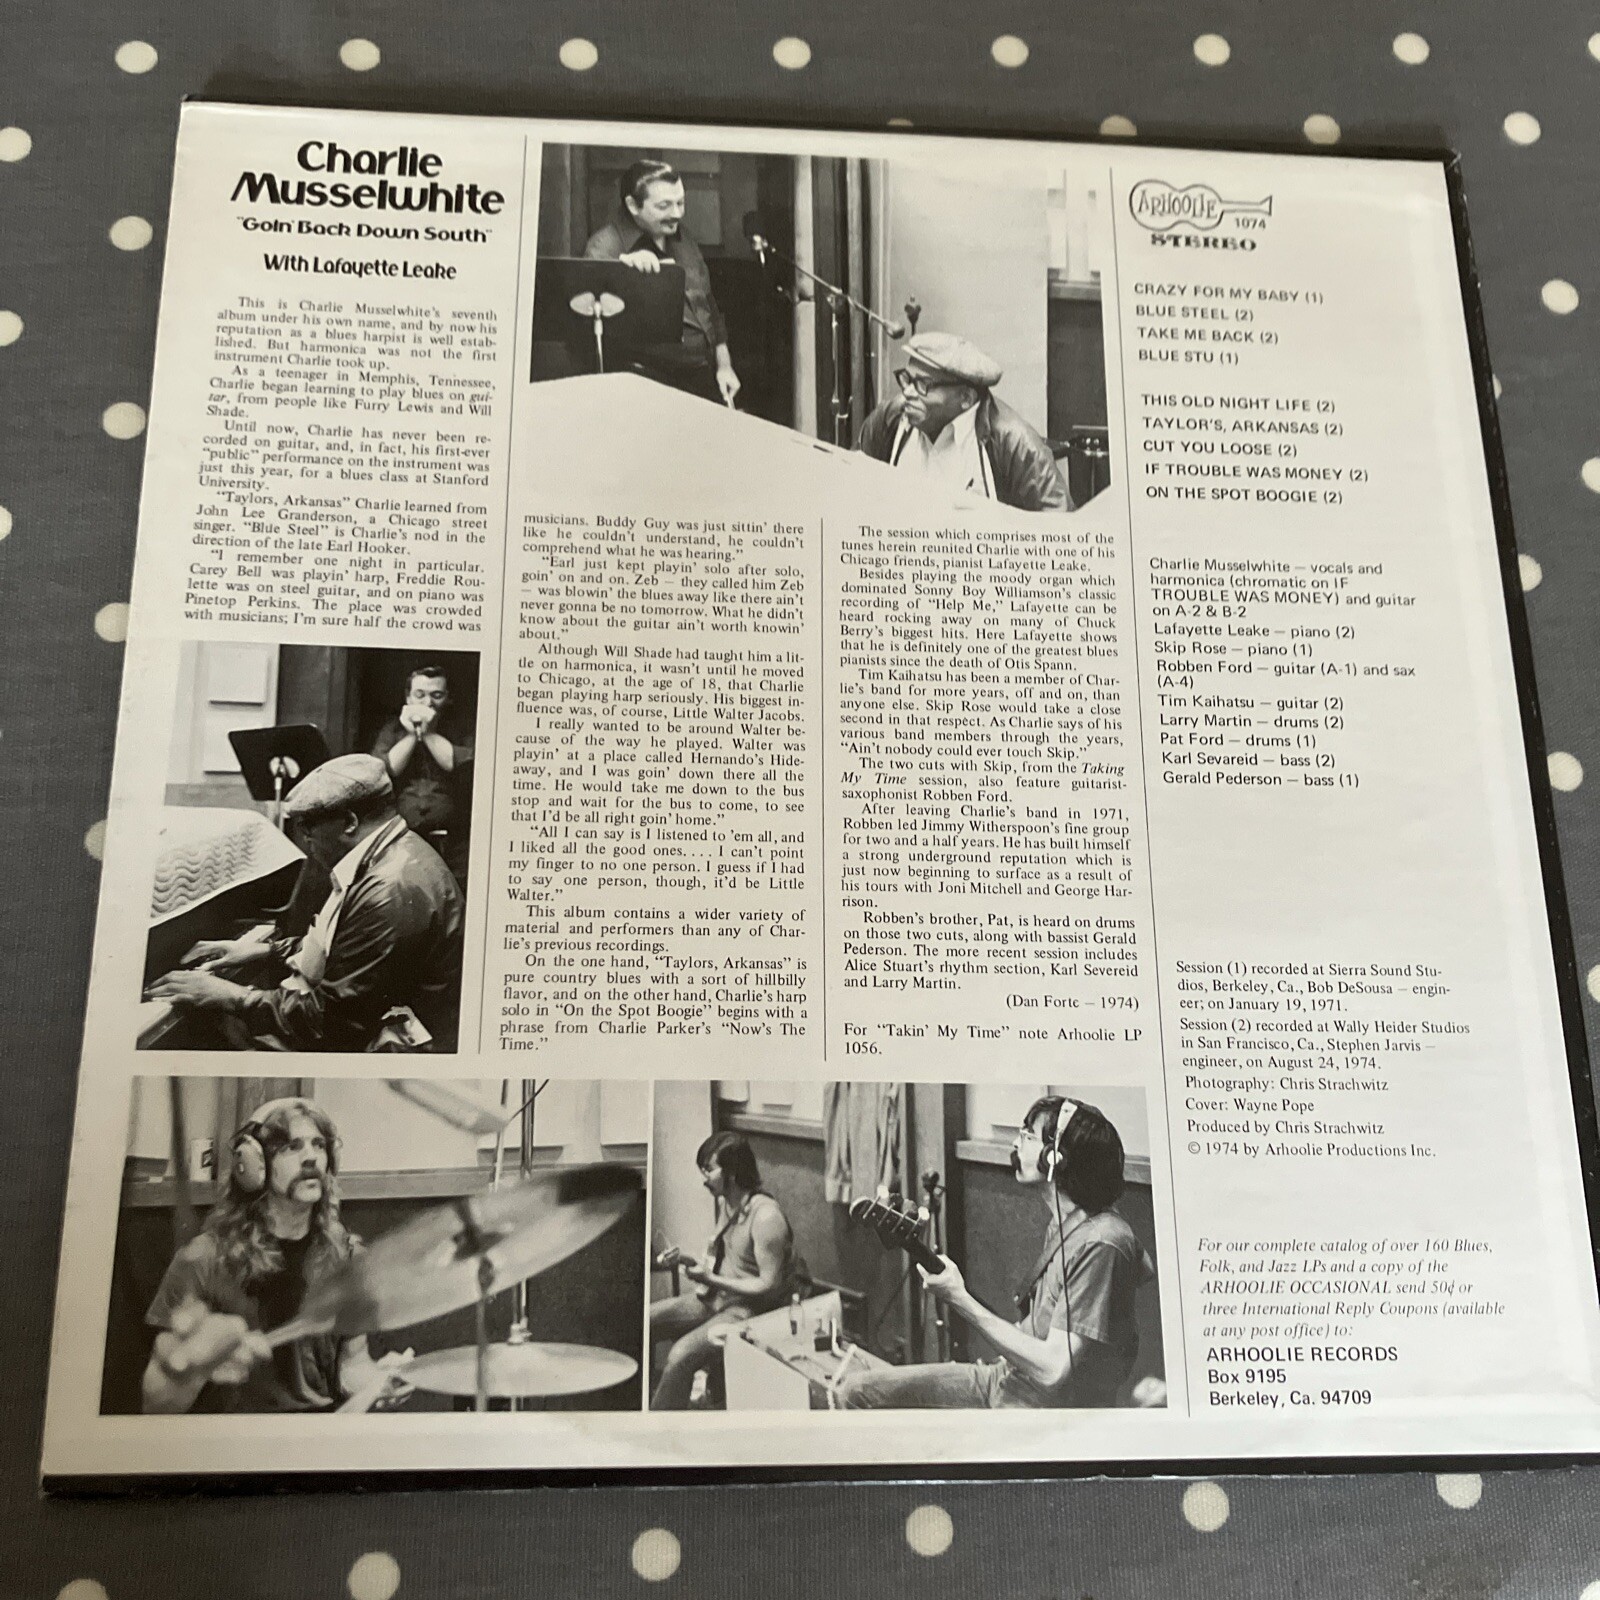 Charlie
Musselwhite
"Goin' Back Down South"
With Lafayette Leake
This is Charlie Musselwhite's seventh
album under his own name, and by now his
reputation as a blues harpist is well estab-
lished. But harmonica was not the first
instrument Charlie took up.
As a teenager in Memphis, Tennessee,
Charlie began learning to play blues on gui-
tar, from people like Furry Lewis and Will
Shade.
Until now, Charlie has never been re-
corded on guitar, and, in fact, his first-ever
"public" performance on the instrument was
just this year, for a blues class at Stanford
University.
"Taylors, Arkansas" Charlie learned from
John Lee Granderson, a Chicago street
singer. "Blue Steel" is Charlie's nod in the
direction of the late Earl Hooker.
"I remember one night in particular.
Carey Bell was playin' harp, Freddie Rou-
lette was on steel guitar, and on piano was
Pinetop Perkins. The place was crowded
with musicians; I'm sure half the crowd was
musicians. Buddy Guy was just sittin' there
like he couldn't understand, he couldn't
comprehend what he was hearing."
"Earl just kept playin' solo after solo,
goin' on and on. Zeb – they called him Zeb
– was blowin' the blues away like there ain't
never gonna be no tomorrow. What he didn't
know about the guitar ain't worth knowin'
about."
Although Will Shade had taught him a lit-
tle on harmonica, it wasn't until he moved
to Chicago, at the age of 18, that Charlie
began playing harp seriously. His biggest in-
fluence was, of course, Little Walter Jacobs.
I really wanted to be around Walter be-
cause of the way he played. Walter was
playin' at a place called Hernando's Hide-
away, and I was goin' down there all the
time. He would take me down to the bus
stop and wait for the bus to come, to see
that I'd be all right goin' home."
"All I can say is I listened to 'em all, and
I liked all the good ones. . . . I can't point
my finger to no one person. I guess if I had
to say one person, though, it'd be Little
Walter."
This album contains a wider variety of
material and performers than any of Char-
lie's previous recordings.
On the one hand, "Taylors, Arkansas" is
pure country blues with a sort of hillbilly
flavor, and on the other hand, Charlie's harp
solo in "On the Spot Boogie" begins with a
phrase from Charlie Parker's "Now's The
Time."
The session which comprises most of the
tunes herein reunited Charlie with one of his
Chicago friends, pianist Lafayette Leake.
Besides playing the moody organ which
dominated Sonny Boy Williamson's classic
recording of "Help Me," Lafayette can be
heard rocking away on many of Chuck
Berry's biggest hits. Here Lafayette shows
that he is definitely one of the greatest blues
pianists since the death of Otis Spann.
Tim Kaihatsu has been a member of Char-
lie's band for more years, off and on, than
anyone else. Skip Rose would take a close
second in that respect. As Charlie says of his
various band members through the years,
"Ain't nobody could ever touch Skip."
The two cuts with Skip, from the Taking
My Time session, also feature guitarist-
saxophonist Robben Ford.
After leaving Charlie's band in 1971,
Robben led Jimmy Witherspoon's fine group
for two and a half years. He has built himself
a strong underground reputation which is
just now beginning to surface as a result of
his tours with Joni Mitchell and George Har-
rison.
Robben's brother, Pat, is heard on drums
on those two cuts, along with bassist Gerald
Pederson. The more recent session includes
Alice Stuart's rhythm section, Karl Severeid
and Larry Martin.
(Dan Forte – 1974)
For "Takin' My Time" note Arhoolie LP
1056.
ARHOOLIE
1074
STEREO
CRAZY FOR MY BABY (1)
BLUE STEEL (2)
TAKE ME BACK (2)
BLUE STU (1)
THIS OLD NIGHT LIFE (2)
TAYLOR'S, ARKANSAS (2)
CUT YOU LOOSE (2)
IF TROUBLE WAS MONEY (2)
ON THE SPOT BOOGIE (2)
Charlie Musselwhite – vocals and
harmonica (chromatic on IF
TROUBLE WAS MONEY) and guitar
on A-2 & B-2
Lafayette Leake – piano (2)
Skip Rose – piano (1)
Robben Ford – guitar (A-1) and sax
(A-4)
Tim Kaihatsu – guitar (2)
Larry Martin – drums (2)
Pat Ford – drums (1)
Karl Sevareid – bass (2)
Gerald Pederson – bass (1)
Session (1) recorded at Sierra Sound Stu-
dios, Berkeley, Ca., Bob DeSousa – engin-
eer; on January 19, 1971.
Session (2) recorded at Wally Heider Studios
in San Francisco, Ca., Stephen Jarvis –
engineer, on August 24, 1974.
Photography: Chris Strachwitz
Cover: Wayne Pope
Produced by Chris Strachwitz
© 1974 by Arhoolie Productions Inc.
For our complete catalog of over 160 Blues,
Folk, and Jazz LPs and a copy of the
ARHOOLIE OCCASIONAL send 50¢ or
three International Reply Coupons (available
at any post office) to:
ARHOOLIE RECORDS
Box 9195
Berkeley, Ca. 94709